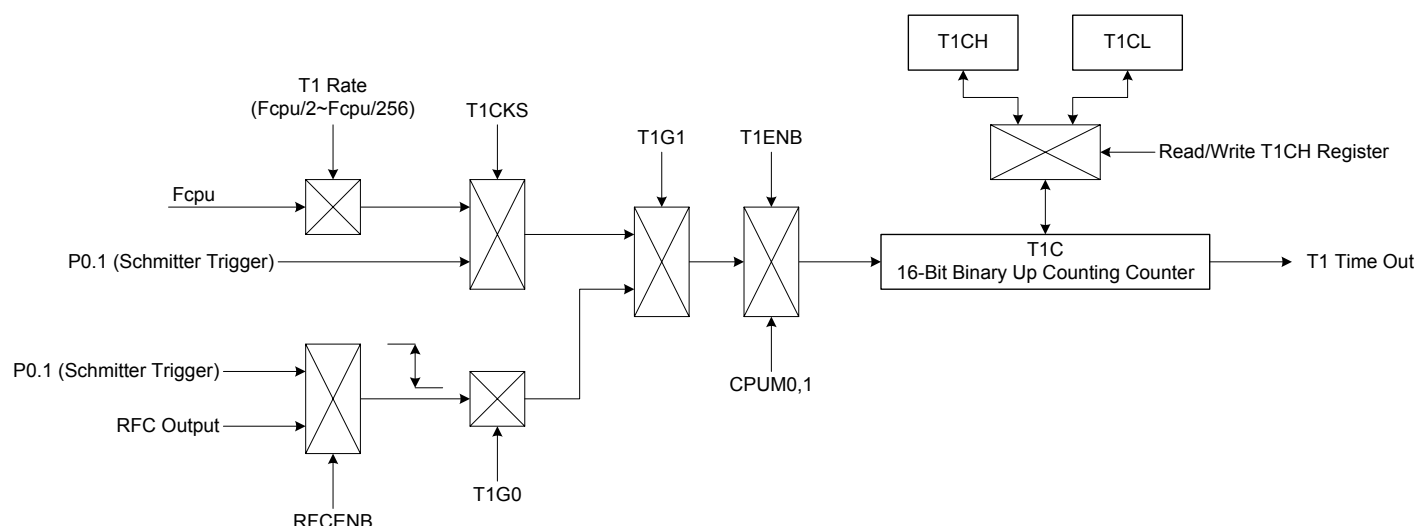 T1CH
T1CL
T1 Rate
(Fcpu/2~Fcpu/256)
T1CKS
T1G1
T1ENB
Read/Write T1CH Register
Fcpu
P0.1 (Schmitter Trigger)
T1C
16-Bit Binary Up Counting Counter
T1 Time Out
P0.1 (Schmitter Trigger)
CPUM0,1
RFC Output
T1G0
RFCENB